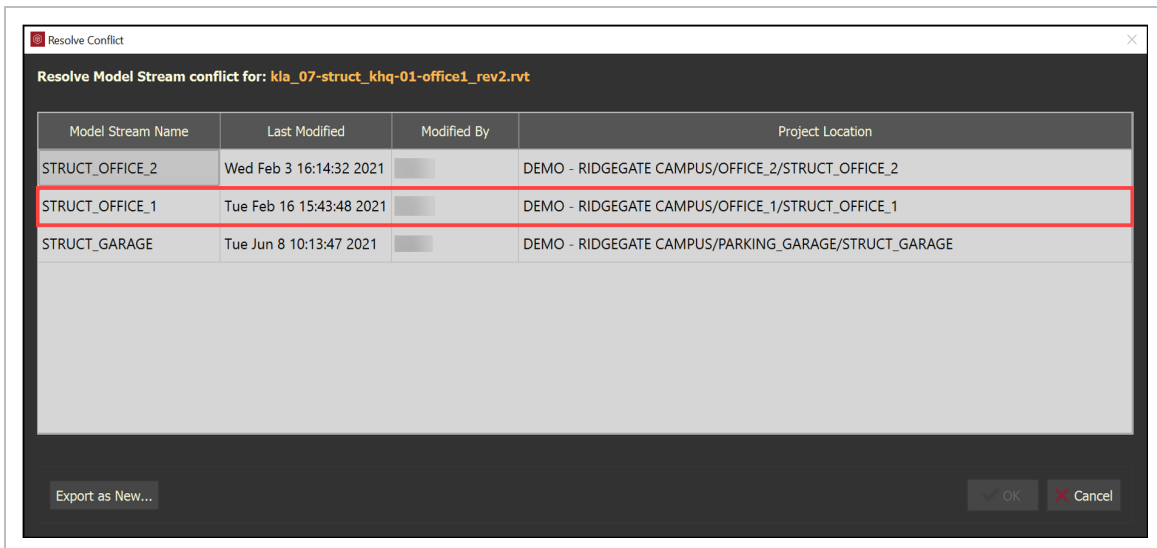 Resolve Conflict
Resolve Model Stream conflict for: kla_07-struct_khq-01-office1_rev2.rvt
Model Stream Name Last Modified Modified By Project Location
STRUCT_OFFICE_2 Wed Feb 3 16:14:32 2021 DEMO - RIDGEGATE CAMPUS/OFFICE_2/STRUCT_OFFICE_2
STRUCT_OFFICE_1 Tue Feb 16 15:43:48 2021 DEMO - RIDGEGATE CAMPUS/OFFICE_1/STRUCT_OFFICE_1
STRUCT_GARAGE Tue Jun 8 10:13:47 2021 DEMO - RIDGEGATE CAMPUS/PARKING_GARAGE/STRUCT_GARAGE
Export as New... OK Cancel